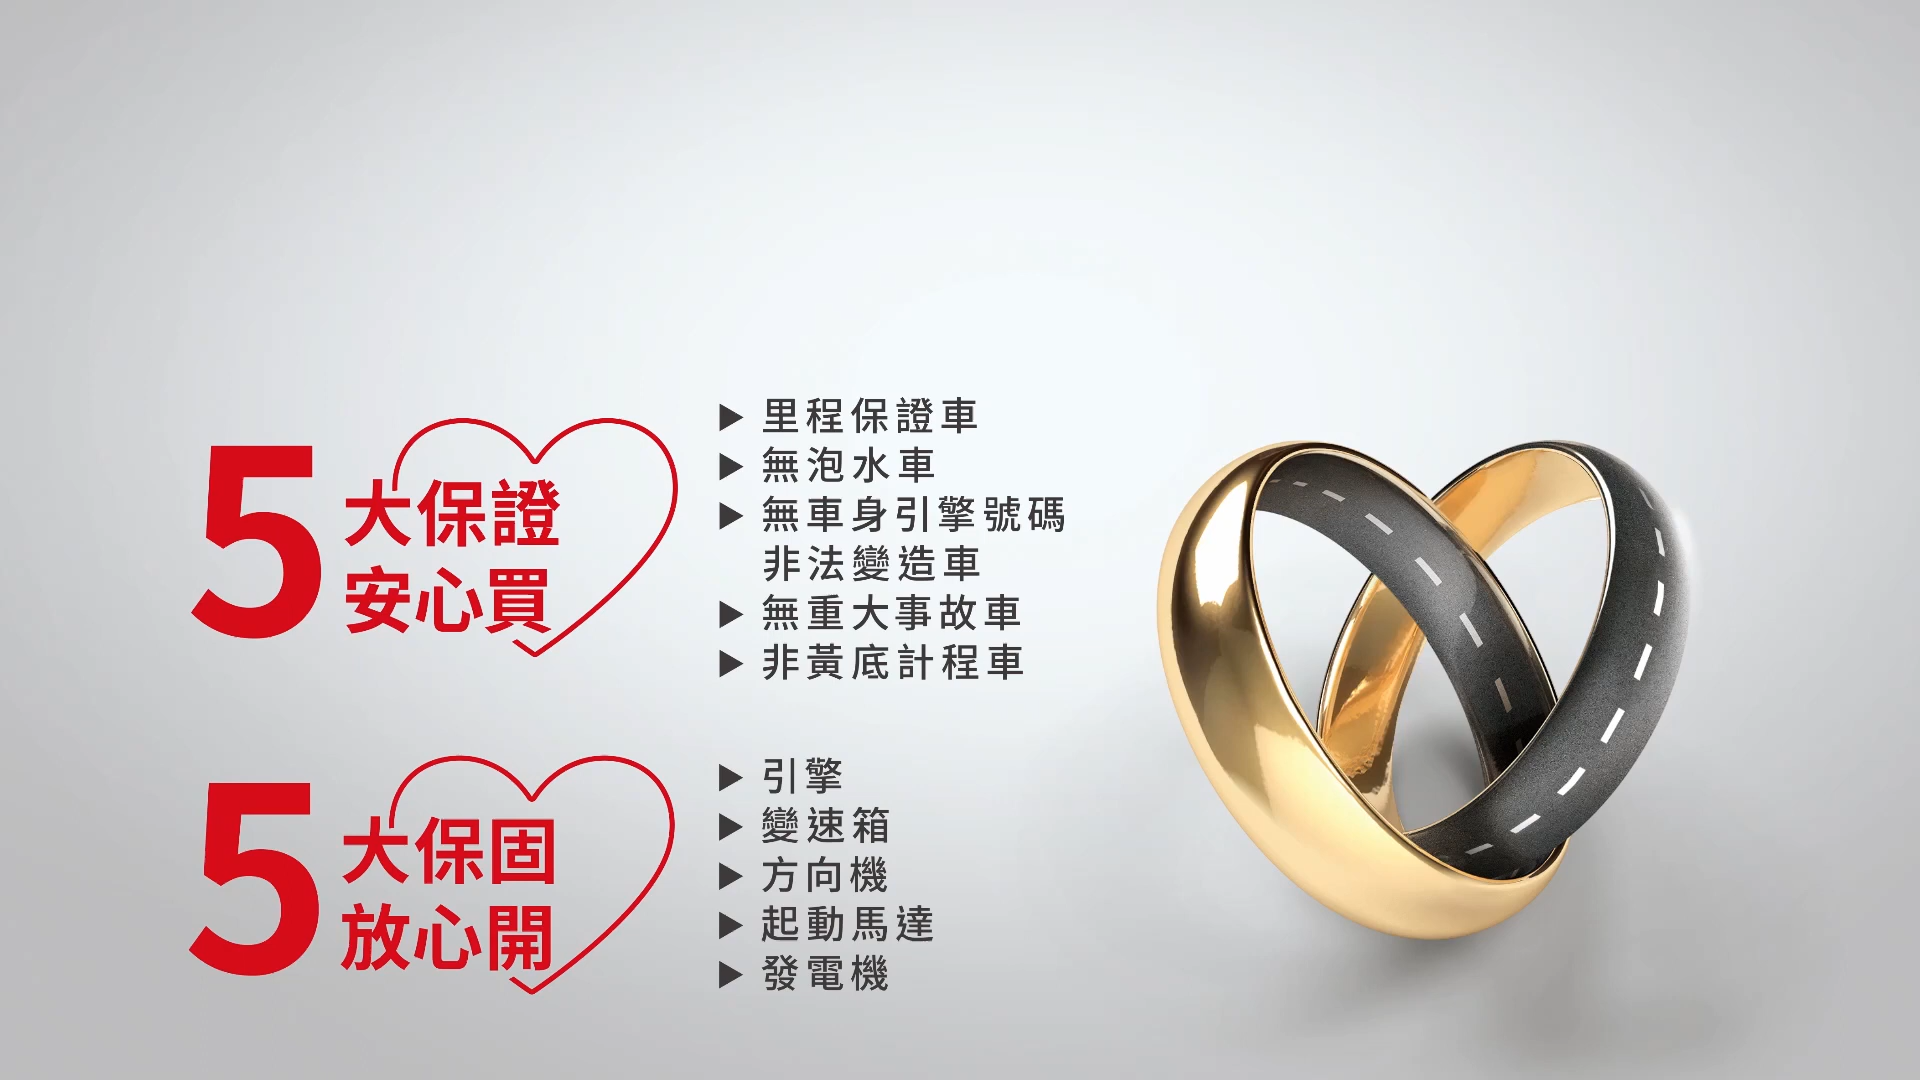 5大保證
安心買
▶ 里程保證車
▶ 無泡水車
▶ 無車身引擎號碼
非法變造車
▶ 無重大事故車
▶ 非黃底計程車
5大保固
放心開
▶ 引擎
▶ 變速箱
▶ 方向機
▶ 起動馬達
▶ 發電機